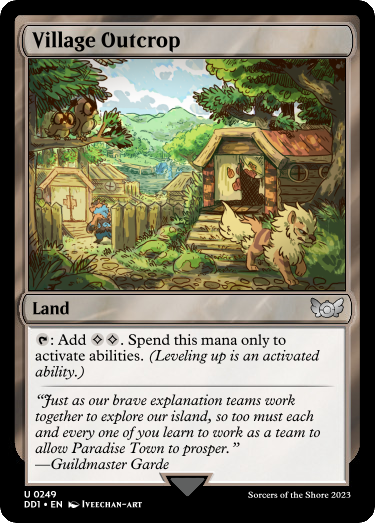 Village Outcrop
Land
: Add . Spend this mana only to
activate abilities. (Leveling up is an activated
ability.)
“Just as our brave explanation teams work
together to explore our island, so too must each
and every one of you learn to work as a team to
allow Paradise Town to prosper.”
—Guildmaster Garde
U 0249
DD1 • EN Iveechan-art
Sorcers of the Shore 2023